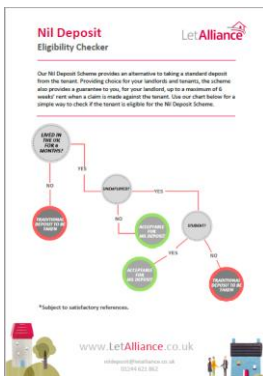 Nil Deposit
Eligibility Checker
LetAlliance
Our Nil Deposit Scheme provides an alternative to taking a standard deposit
from the tenant. Providing choice for your landlords and tenants, the scheme
also provides a guarantee to you, for your landlord, up to a maximum of 6
weeks' rent when a claim is made against the tenant. Use our chart below for a
simple way to check if the tenant is eligible for the Nil Deposit Scheme.
LIVED IN
THE UK
FOR 6
MONTHS?
NO
YES
UNEMPLOYED?
YES
TRADITIONAL
DEPOSIT TO BE
TAKEN
NO
ACCEPTABLE
FOR
NIL DEPOSIT
STUDENT?
YES
NO
ACCEPTABLE
FOR
NIL DEPOSIT
TRADITIONAL
DEPOSIT TO BE
TAKEN
*Subject to satisfactory references.
www.LetAlliance.co.uk
nildeposit@letalliance.co.uk